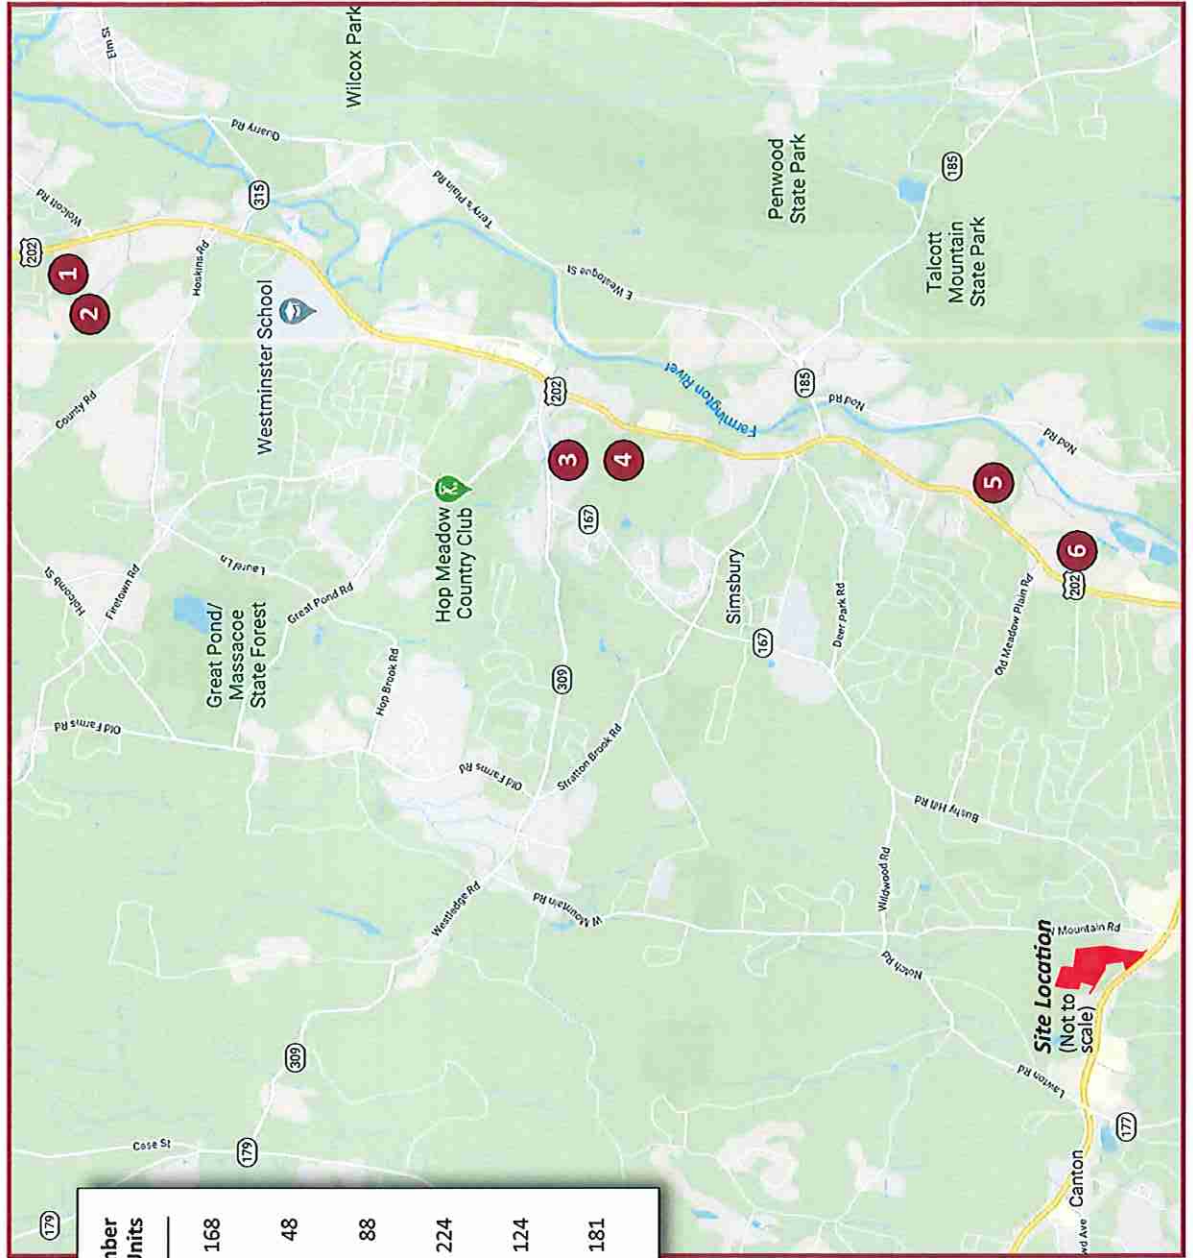 179
179
Case St
309
nber
Units
168
48
88
224
124
181
wd Ave
Canton
177
Lawton Rd
Notch Rd
Site Location
(Not to
scale)
Mountain Rd
Wildwood Rd
W Mountain Rd
Westledge Rd
Bushy Hill Rd
Stratton Brook Rd
Old Farms Rd
Old Farms Rd
Hop Brook Rd
309
Great Pond/
Massacoe
State Forest
Great Pond Rd
Laurel Ln
Firetown Rd
Holcomb St
167
Deer Park Rd
Old Meadow Plain Rd
Simsbury
167
Hop Meadow
Country Club
202
6
5
4
3
202
Westminster School
County Rd
Hoskins Rd
2
1
202
Wolcott Rd
315
Farmington River
185
Nod Rd
Nod Rd
E Weatogue St
Terry's Plain Rd
Quarry Rd
Elm St
Talcott
Mountain
State Park
185
Penwood
State Park
Wilcox Park